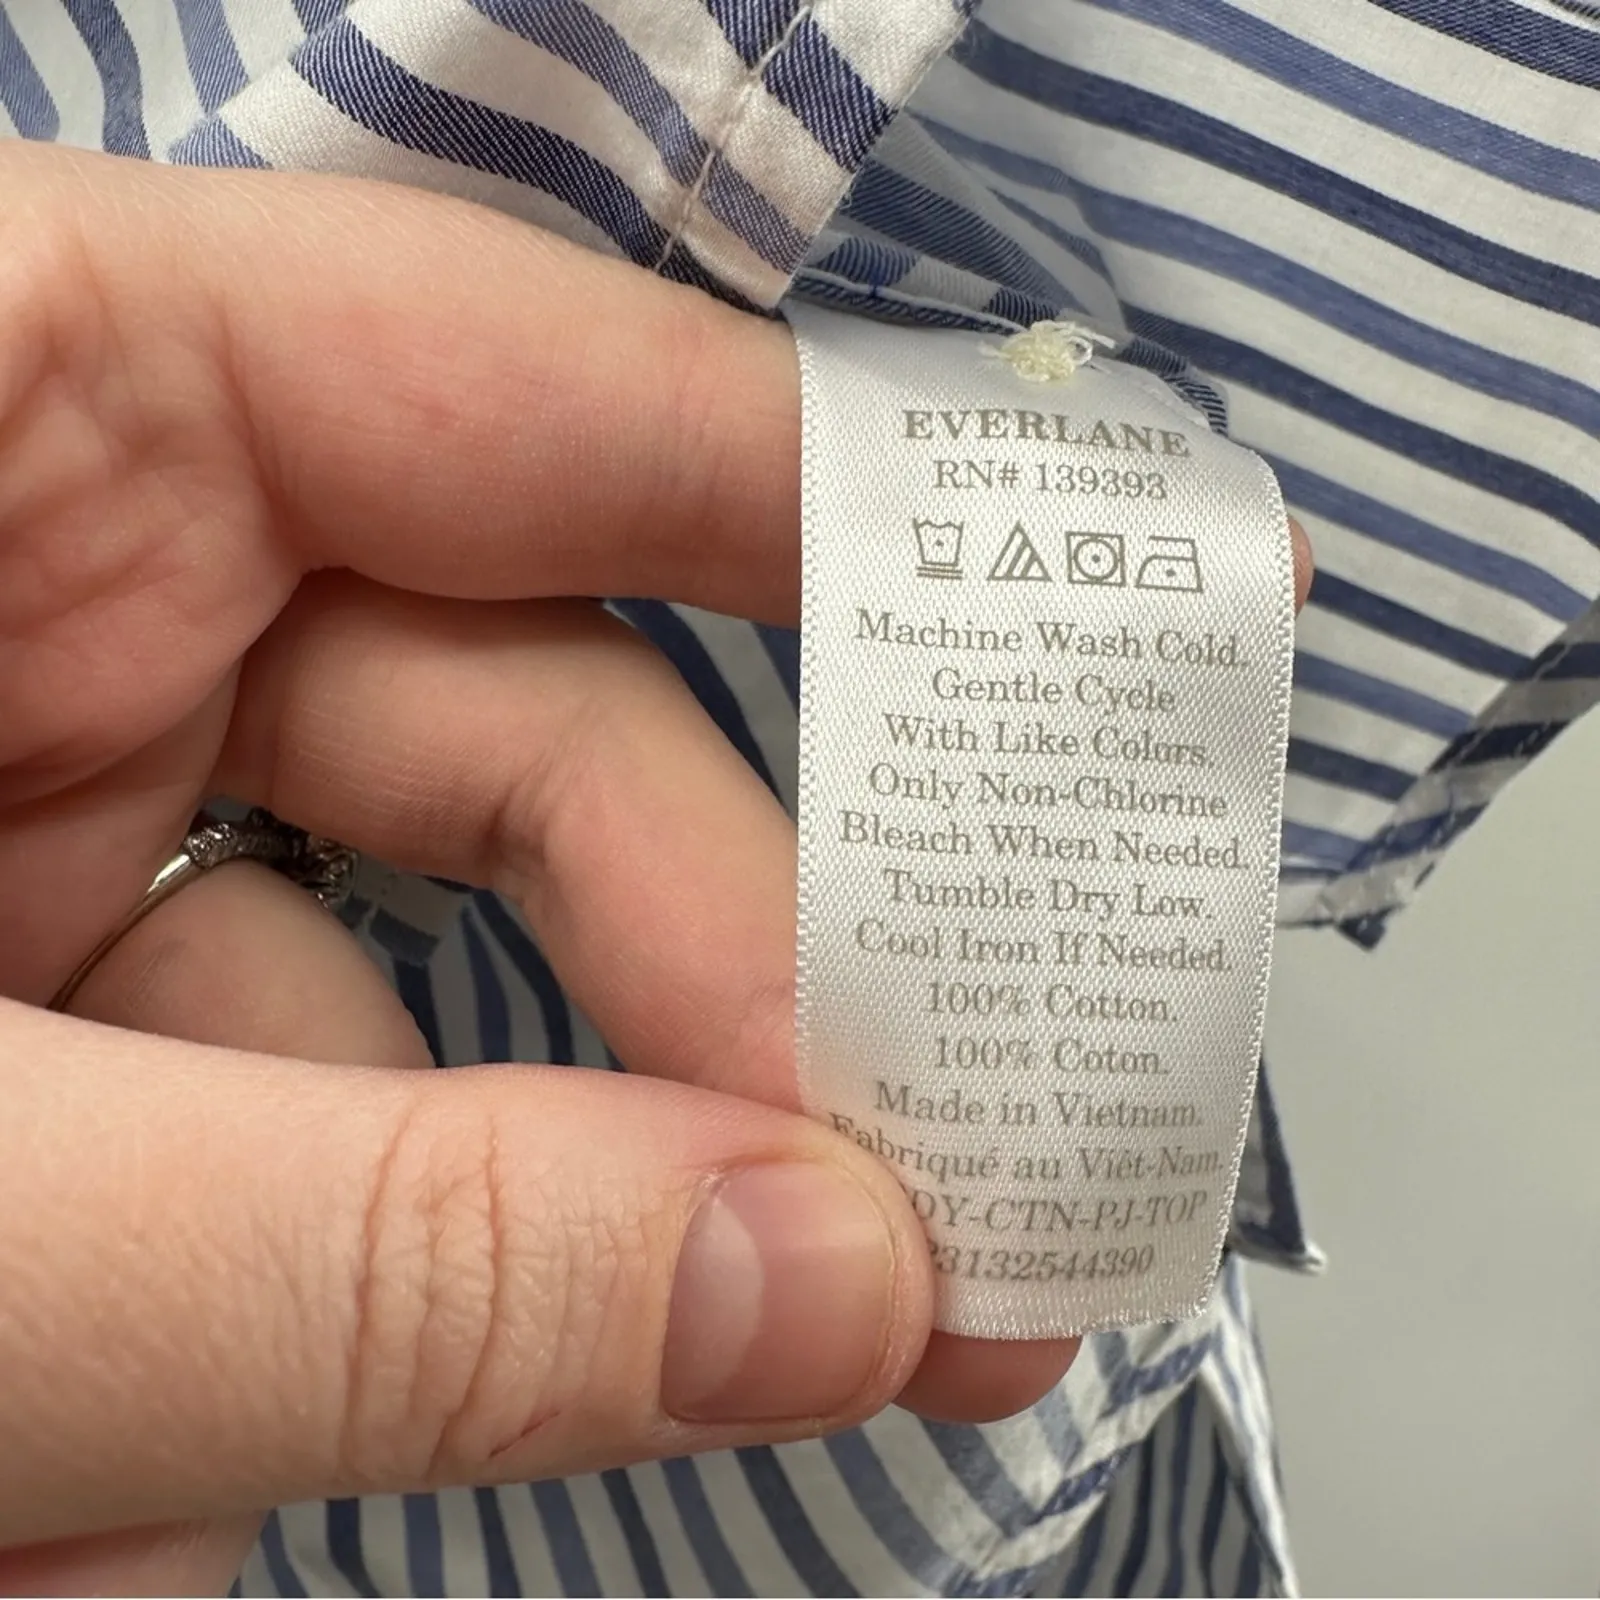 EVERLANE
RN# 139393
Machine Wash Cold.
Gentle Cycle
With Like Colors.
Only Non-Chlorine
Bleach When Needed.
Tumble Dry Low.
Cool Iron If Needed.
100% Cotton.
100% Coton.
Made in Vietnam.
Fabriqué au Viêt-Nam.